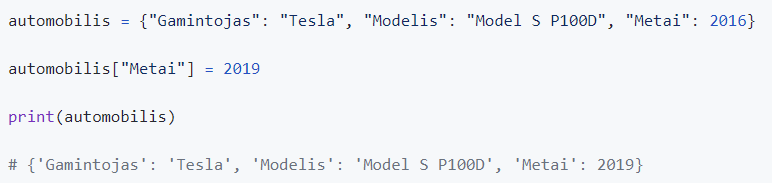 automobilis = {"Gamintojas": "Tesla", "Modelis": "Model S P100D", "Metai": 2016}
automobilis["Metai"] = 2019
print(automobilis)
# {'Gamintojas': 'Tesla', 'Modelis': 'Model S P100D', 'Metai': 2019}